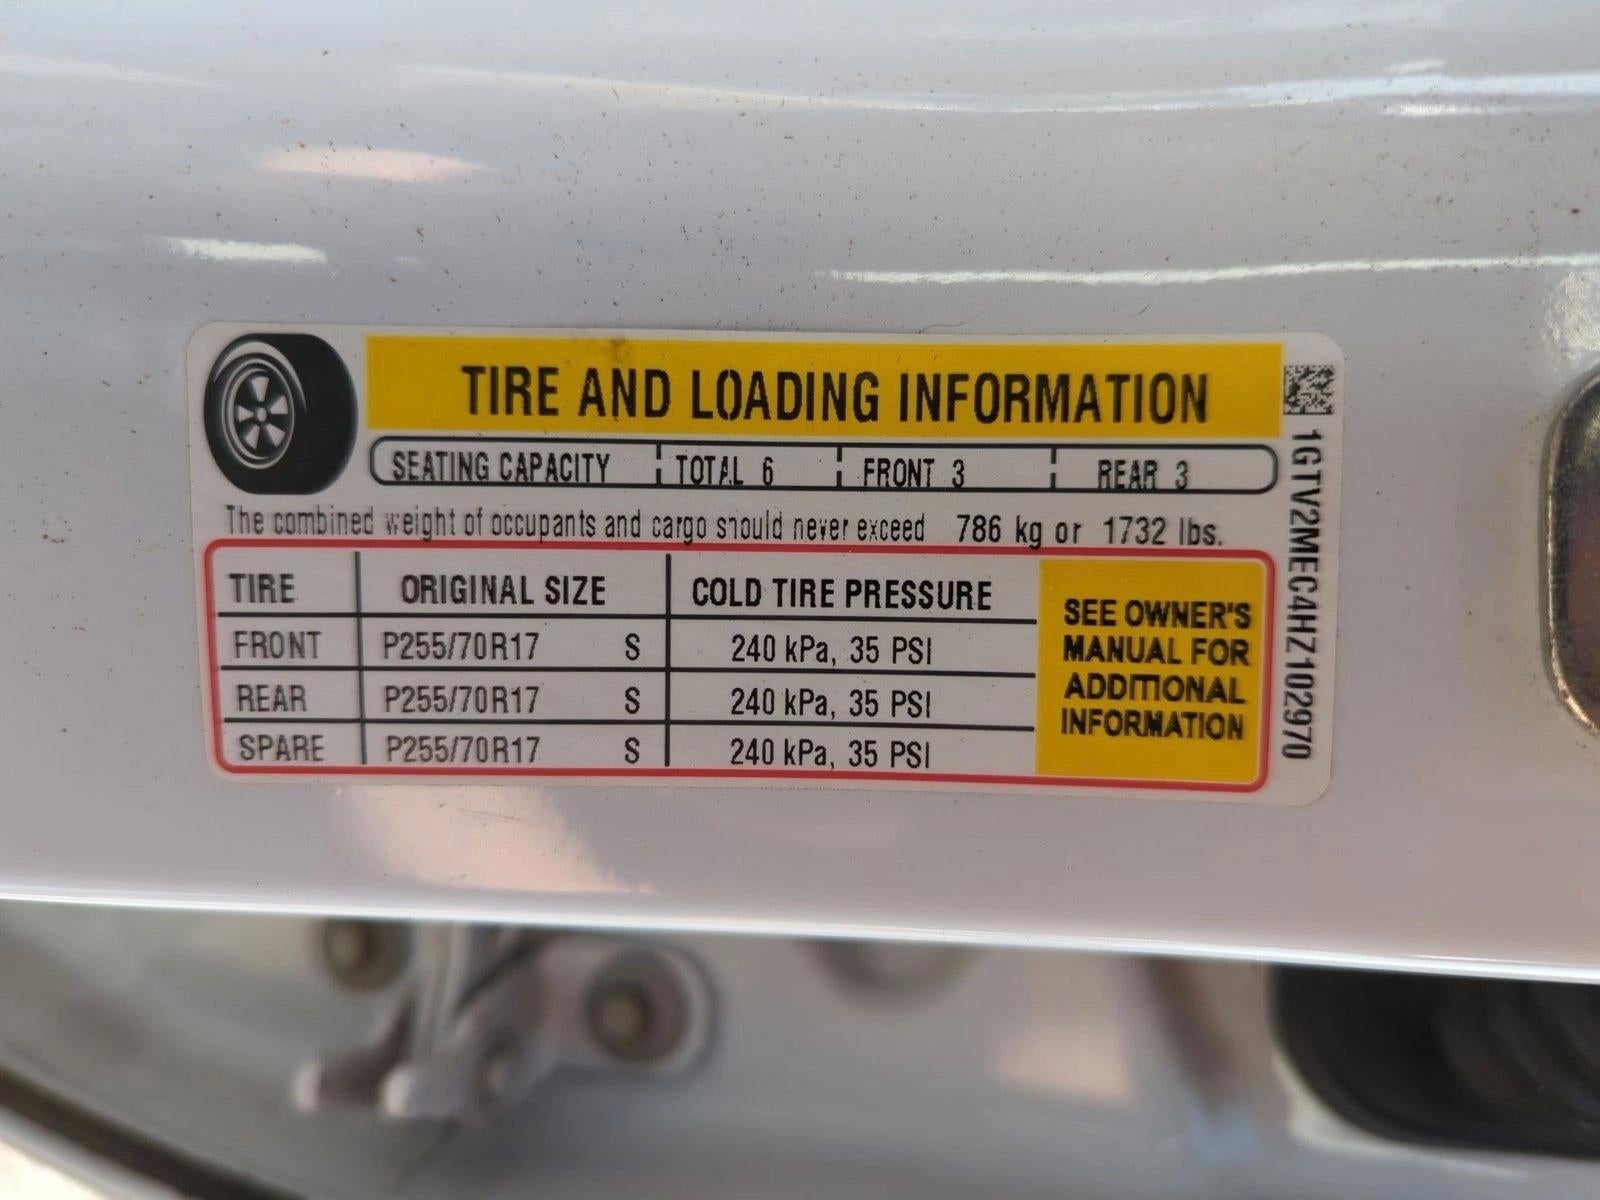 TIRE AND LOADING INFORMATION
SEATING CAPACITY TOTAL 6 FRONT 3 REAR 3
The combined weight of occupants and cargo should never exceed 786 kg or 1732 lbs.
TIRE ORIGINAL SIZE COLD TIRE PRESSURE
FRONT P255/70R17 S 240 kPa, 35 PSI
REAR P255/70R17 S 240 kPa, 35 PSI
SPARE P255/70R17 S 240 kPa, 35 PSI
SEE OWNER'S
MANUAL FOR
ADDITIONAL
INFORMATION
1GTV2MEC4HZ102970